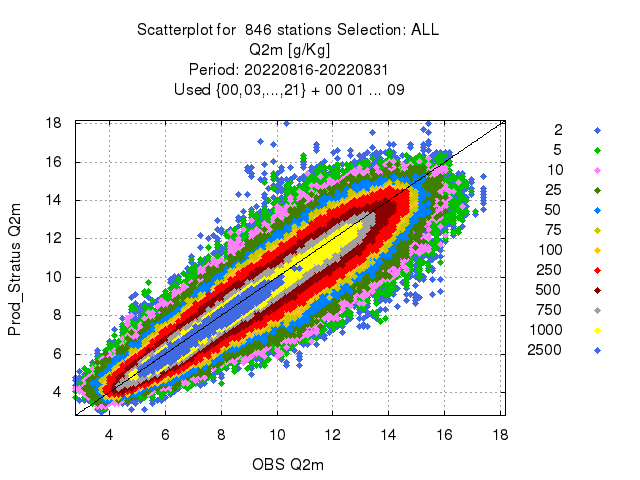 Scatterplot for 846 stations Selection: ALL
Q2m [g/Kg]
Period: 20220816-20220831
Used {00,03,...,21} + 00 01 ... 09
18
16
14
12
10
8
6
4
Prod_Stratus Q2m
4 6 8 10 12 14 16 18
OBS Q2m
2
5
10
25
50
75
100
250
500
750
1000
2500